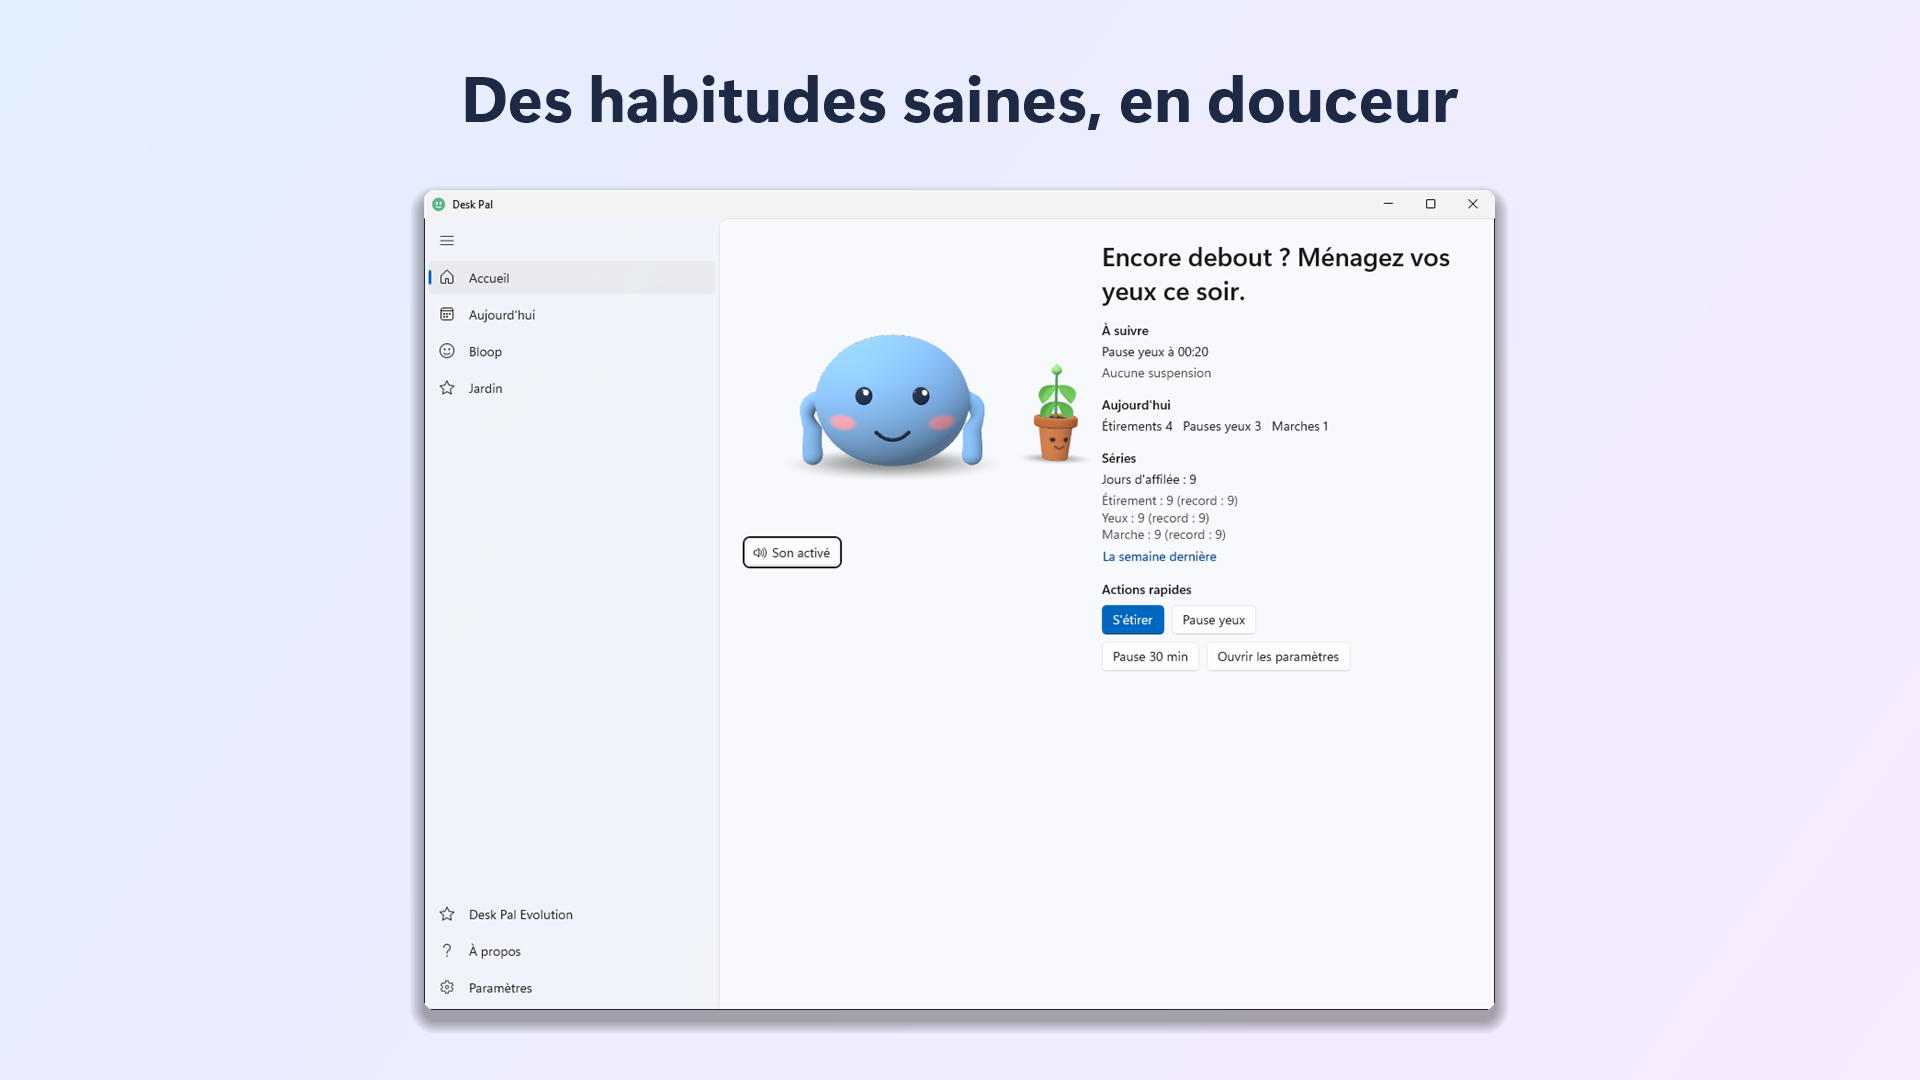 Des habitudes saines, en douceur
Desk Pal
Accueil
Aujourd'hui
Bloop
Jardin
Desk Pal Evolution
À propos
Paramètres
Son activé
Encore debout ? Ménagez vos
yeux ce soir.
À suivre
Pause yeux à 00:20
Aucune suspension
Aujourd'hui
Étirements 4 Pauses yeux 3 Marches 1
Séries
Jours d'affilée : 9
Étirement : 9 (record : 9)
Yeux : 9 (record : 9)
Marche : 9 (record : 9)
La semaine dernière
Actions rapides
S'étirer Pause yeux
Pause 30 min Ouvrir les paramètres